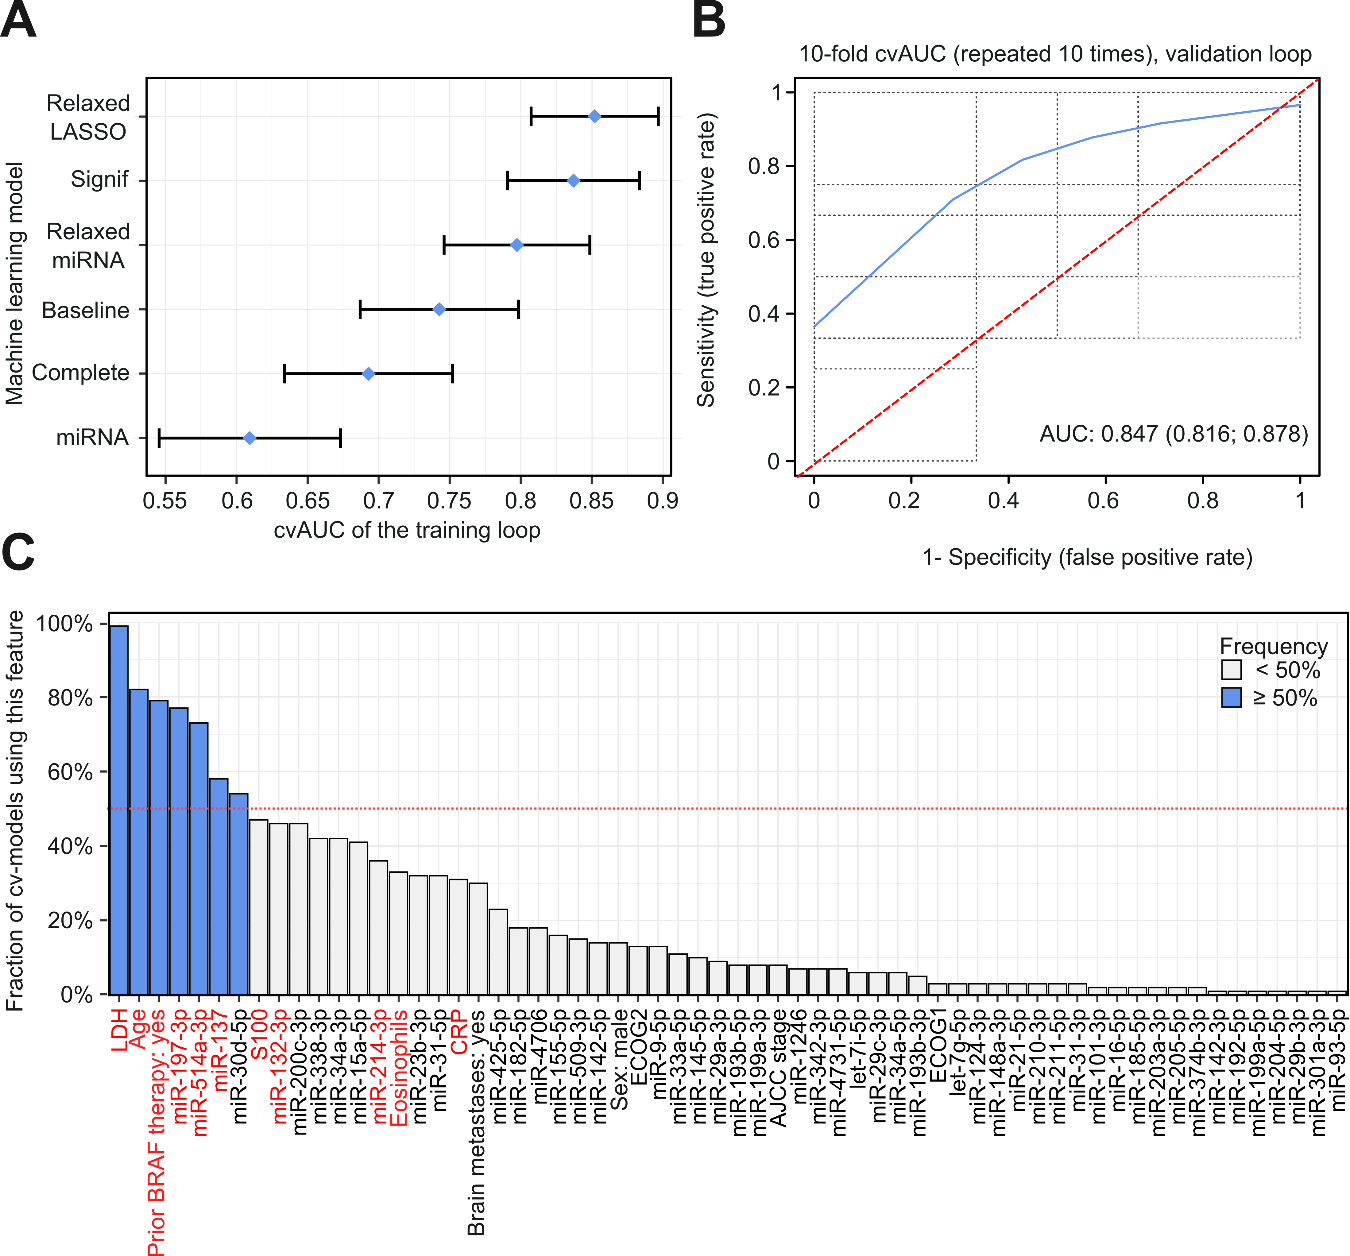 A
Machine learning model
Relaxed
LASSO
Signif
Relaxed
miRNA
Baseline
Complete
miRNA
0.55 0.6 0.65 0.7 0.75 0.8 0.85 0.9
cvAUC of the training loop
B
10-fold cvAUC (repeated 10 times), validation loop
Sensitivity (true positive rate)
1
0.8
0.6
0.4
0.2
0
AUC: 0.847 (0.816; 0.878)
0 0.2 0.4 0.6 0.8 1
1- Specificity (false positive rate)
C
Fraction of cv-models using this feature
100%
80%
60%
40%
20%
0%
Frequency
< 50%
≥ 50%
LDH
Age
Prior BRAF therapy: yes
miR-197-3p
miR-514a-3p
miR-137
miR-30d-5p
S100
miR-132-3p
miR-200c-3p
miR-338-3p
miR-34a-3p
miR-15a-5p
miR-214-3p
Eosinophils
miR-23b-3p
miR-31-5p
CRP
Brain metastases: yes
miR-425-5p
miR-182-5p
miR-4706
miR-155-5p
miR-509-3p
miR-142-5p
Sex: male
ECOG2
miR-9-5p
miR-33a-5p
miR-145-5p
miR-29a-3p
miR-193b-5p
miR-199a-3p
AJCC stage
miR-1246
miR-342-3p
miR-4731-5p
let-7i-5p
miR-29c-3p
miR-34a-5p
miR-193b-3p
ECOG1
let-7g-5p
miR-124-3p
miR-148a-3p
miR-21-5p
miR-210-3p
miR-211-5p
miR-31-3p
miR-101-3p
miR-16-5p
miR-185-5p
miR-203a-3p
miR-205-5p
miR-374b-3p
miR-142-3p
miR-192-5p
miR-199a-5p
miR-204-5p
miR-29b-3p
miR-301a-3p
miR-93-5p